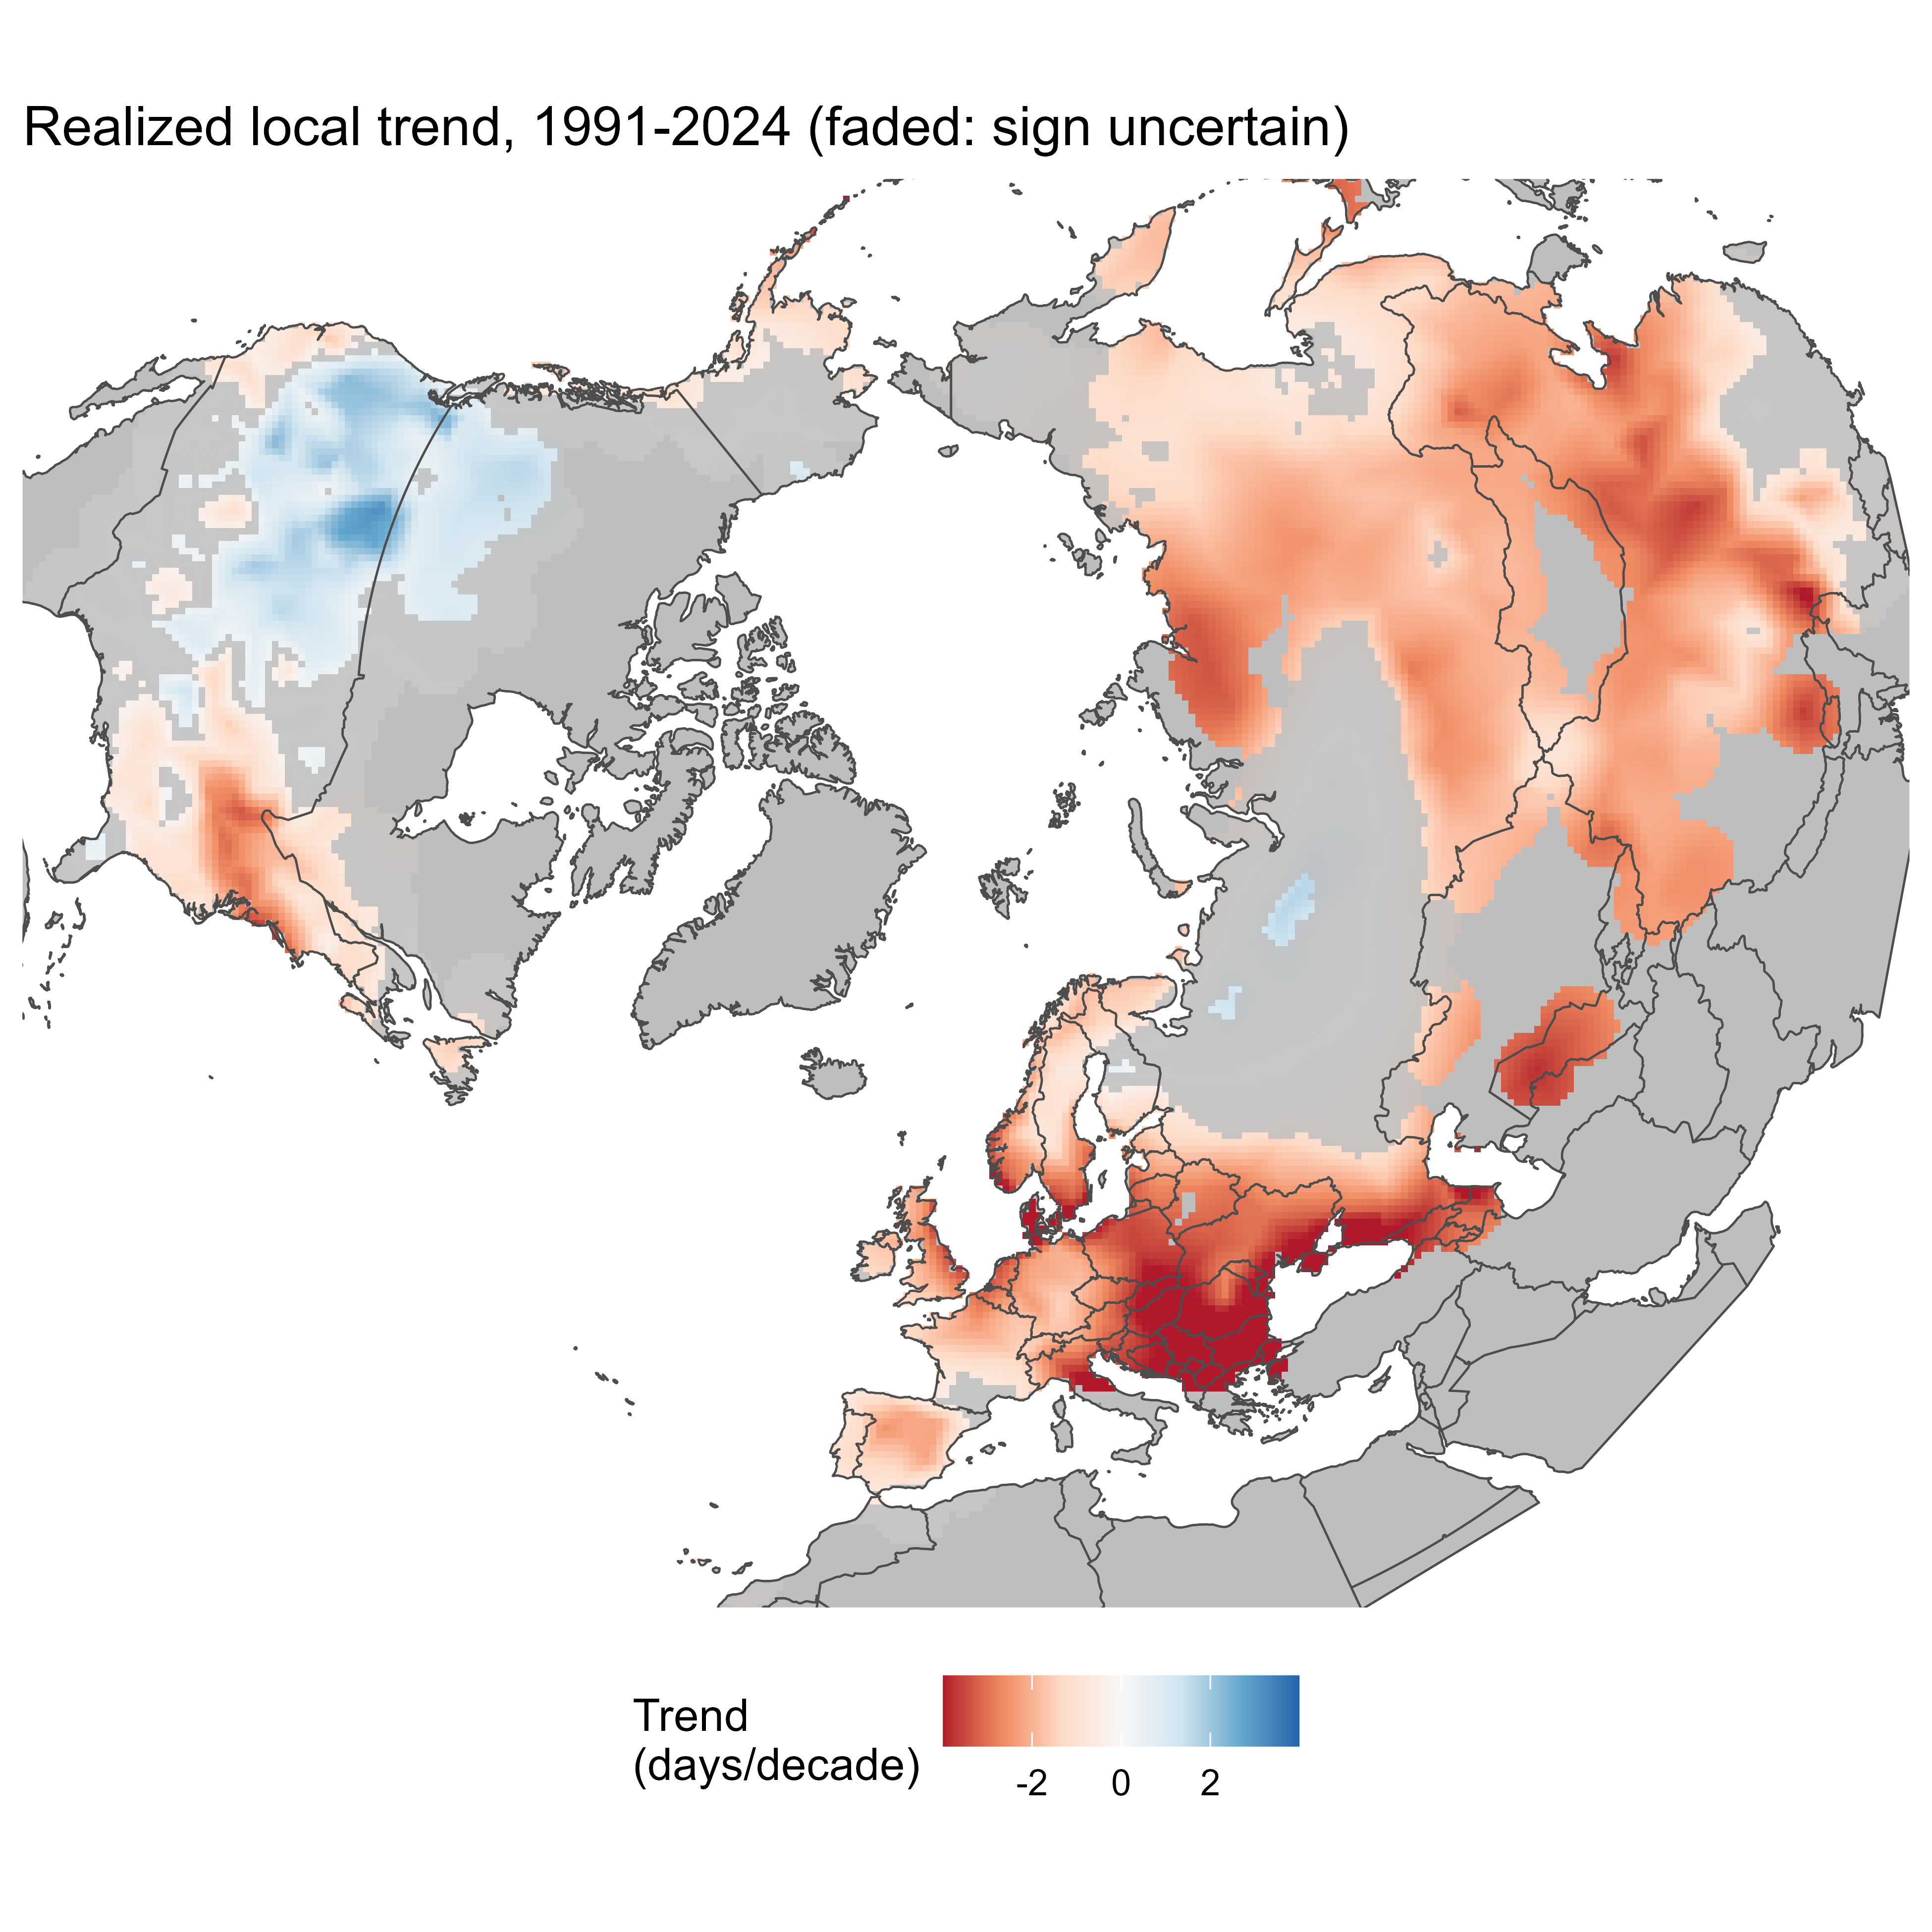 Realized local trend, 1991-2024 (faded: sign uncertain)
Trend
(days/decade)
-2 0 2